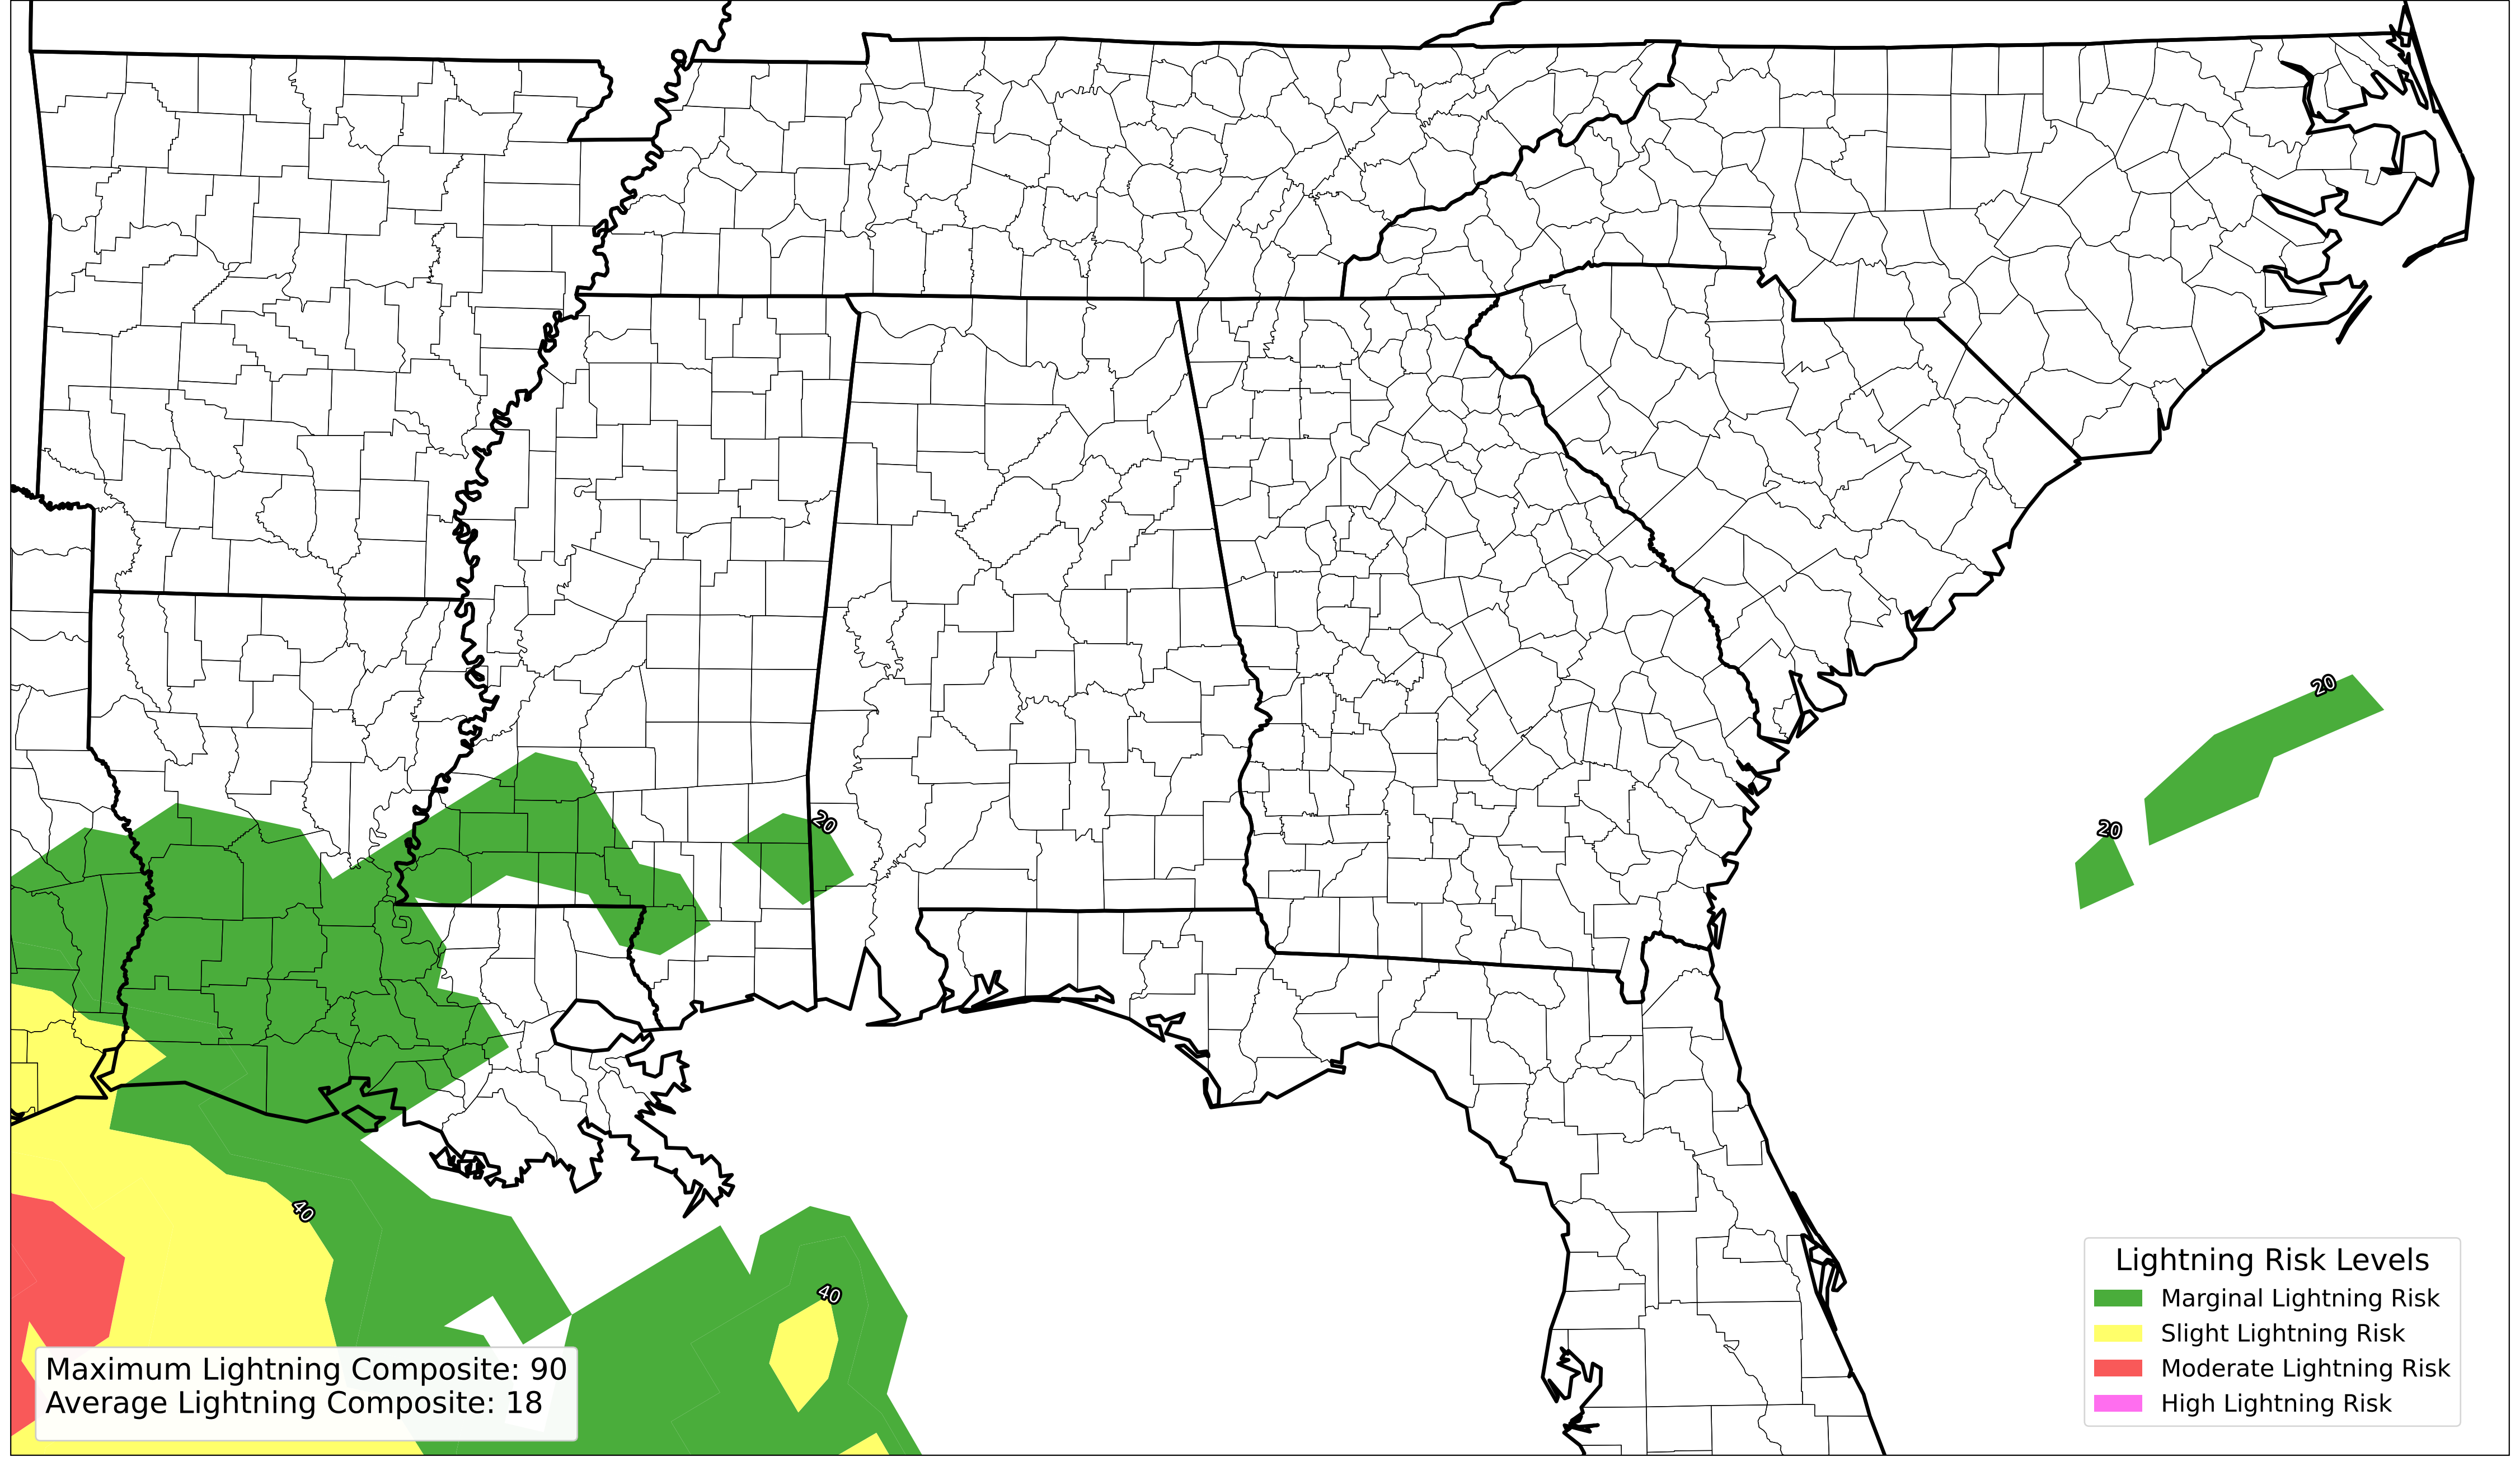 20
20
20
40
40
Maximum Lightning Composite: 90
Average Lightning Composite: 18
Lightning Risk Levels
Marginal Lightning Risk
Slight Lightning Risk
Moderate Lightning Risk
High Lightning Risk